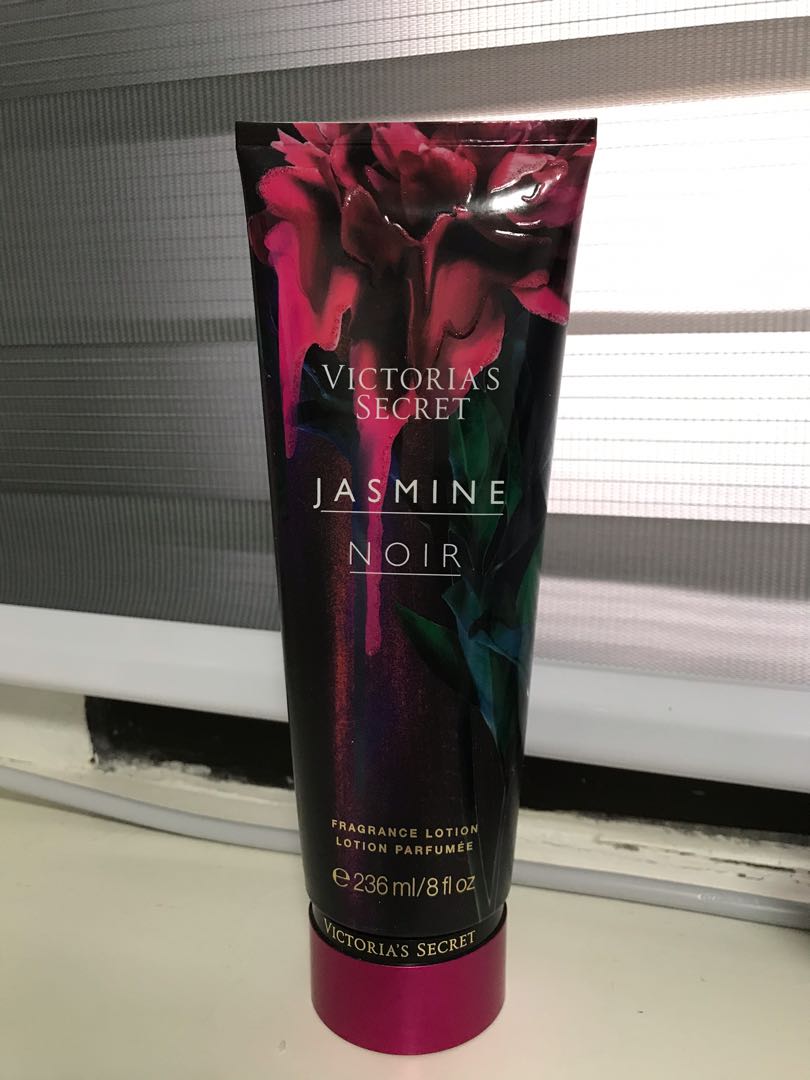 VICTORIA'S
SECRET
JASMINE
NOIR
FRAGRANCE LOTION
LOTION PARFUMÉE
℮ 236 ml/8 fl oz
VICTORIA'S SECRET